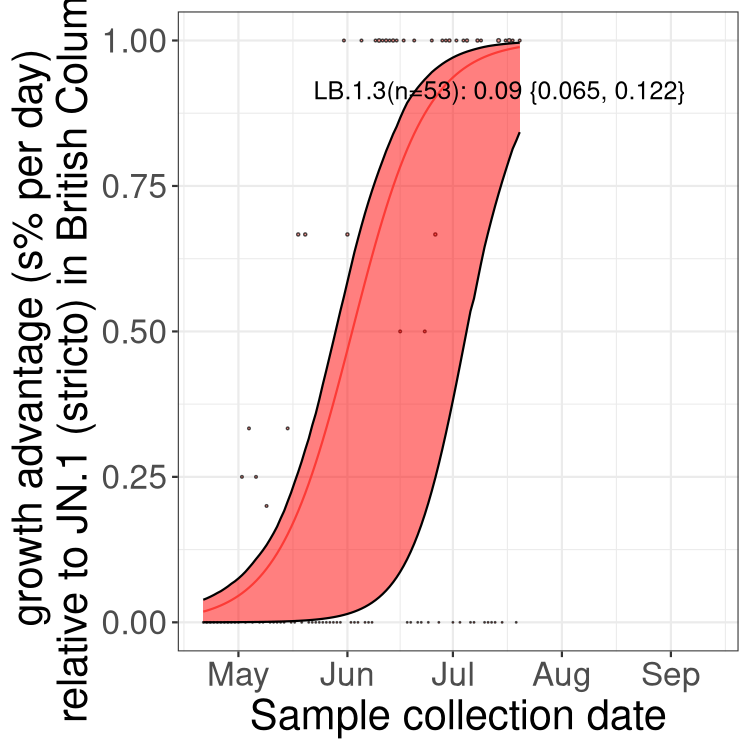 growth advantage (s% per day)
relative to JN.1 (stricto) in British Colum
1.00
0.75
0.50
0.25
0.00
LB.1.3(n=53): 0.09 {0.065, 0.122}
May Jun Jul Aug Sep
Sample collection date